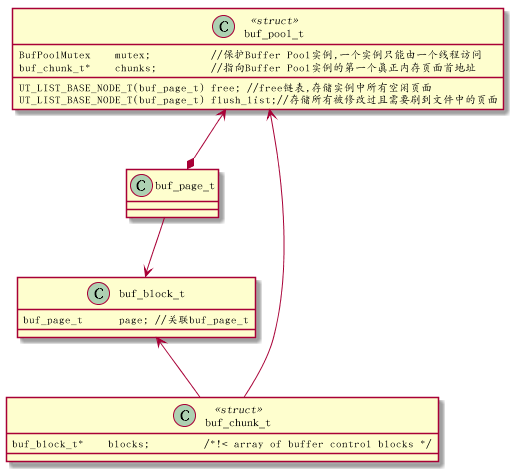 C «struct»
buf_pool_t
BufPoolMutex mutex; //保护Buffer Pool实例,一个实例只能由一个线程访问
buf_chunk_t* chunks; //指向Buffer Pool实例的第一个真正内存页面首地址
UT_LIST_BASE_NODE_T(buf_page_t) free; //free链表,存储实例中所有空闲页面
UT_LIST_BASE_NODE_T(buf_page_t) flush_list;//存储所有被修改过且需要刷到文件中的页面
C buf_page_t
C buf_block_t
buf_page_t page; //关联buf_page_t
C «struct»
buf_chunk_t
buf_block_t* blocks; /*!< array of buffer control blocks */